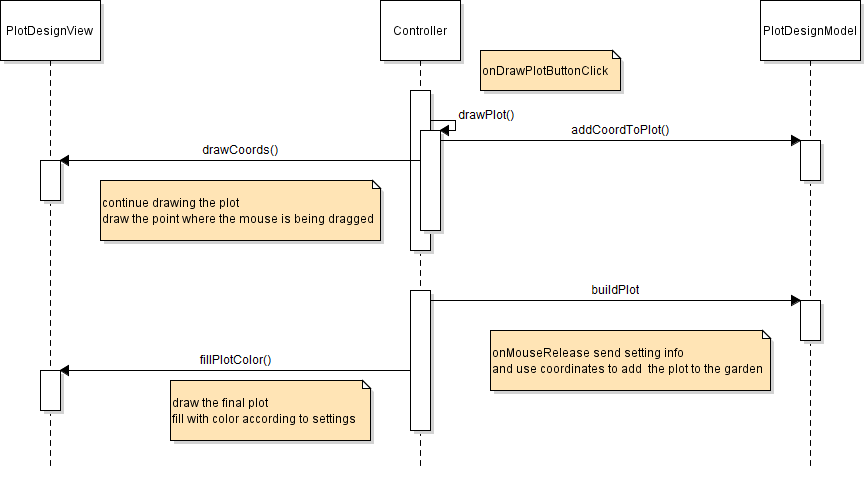 PlotDesignView
Controller
PlotDesignModel
onDrawPlotButtonClick
drawPlot()
addCoordToPlot()
drawCoords()
continue drawing the plot
draw the point where the mouse is being dragged
buildPlot
onMouseRelease send setting info
and use coordinates to add the plot to the garden
fillPlotColor()
draw the final plot
fill with color according to settings